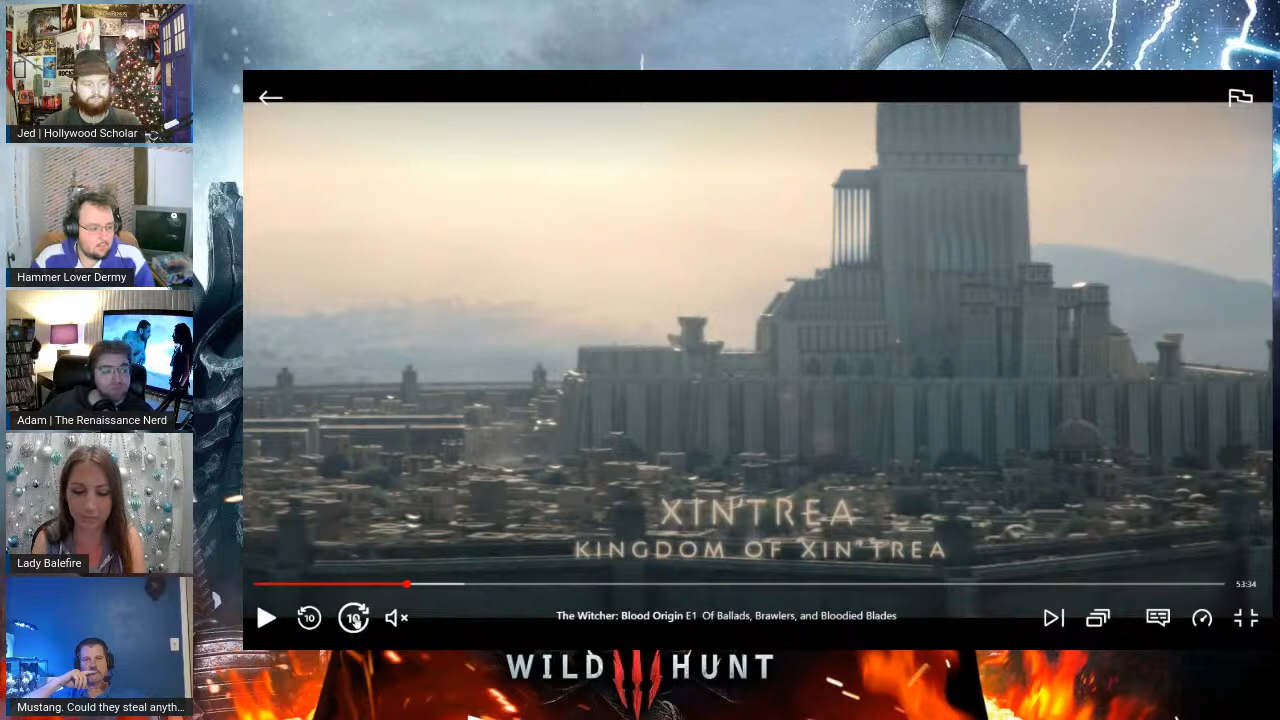 Jed | Hollywood Scholar
Hammer Lover Dermy
Adam | The Renaissance Nerd
Lady Balefire
Mustang. Could they steal anyth...
XIN'TREA
KINGDOM OF XIN'TREA
53:34
10
10
The Witcher: Blood Origin E1 Of Ballads, Brawlers, and Bloodied Blades
WILD III HUNT